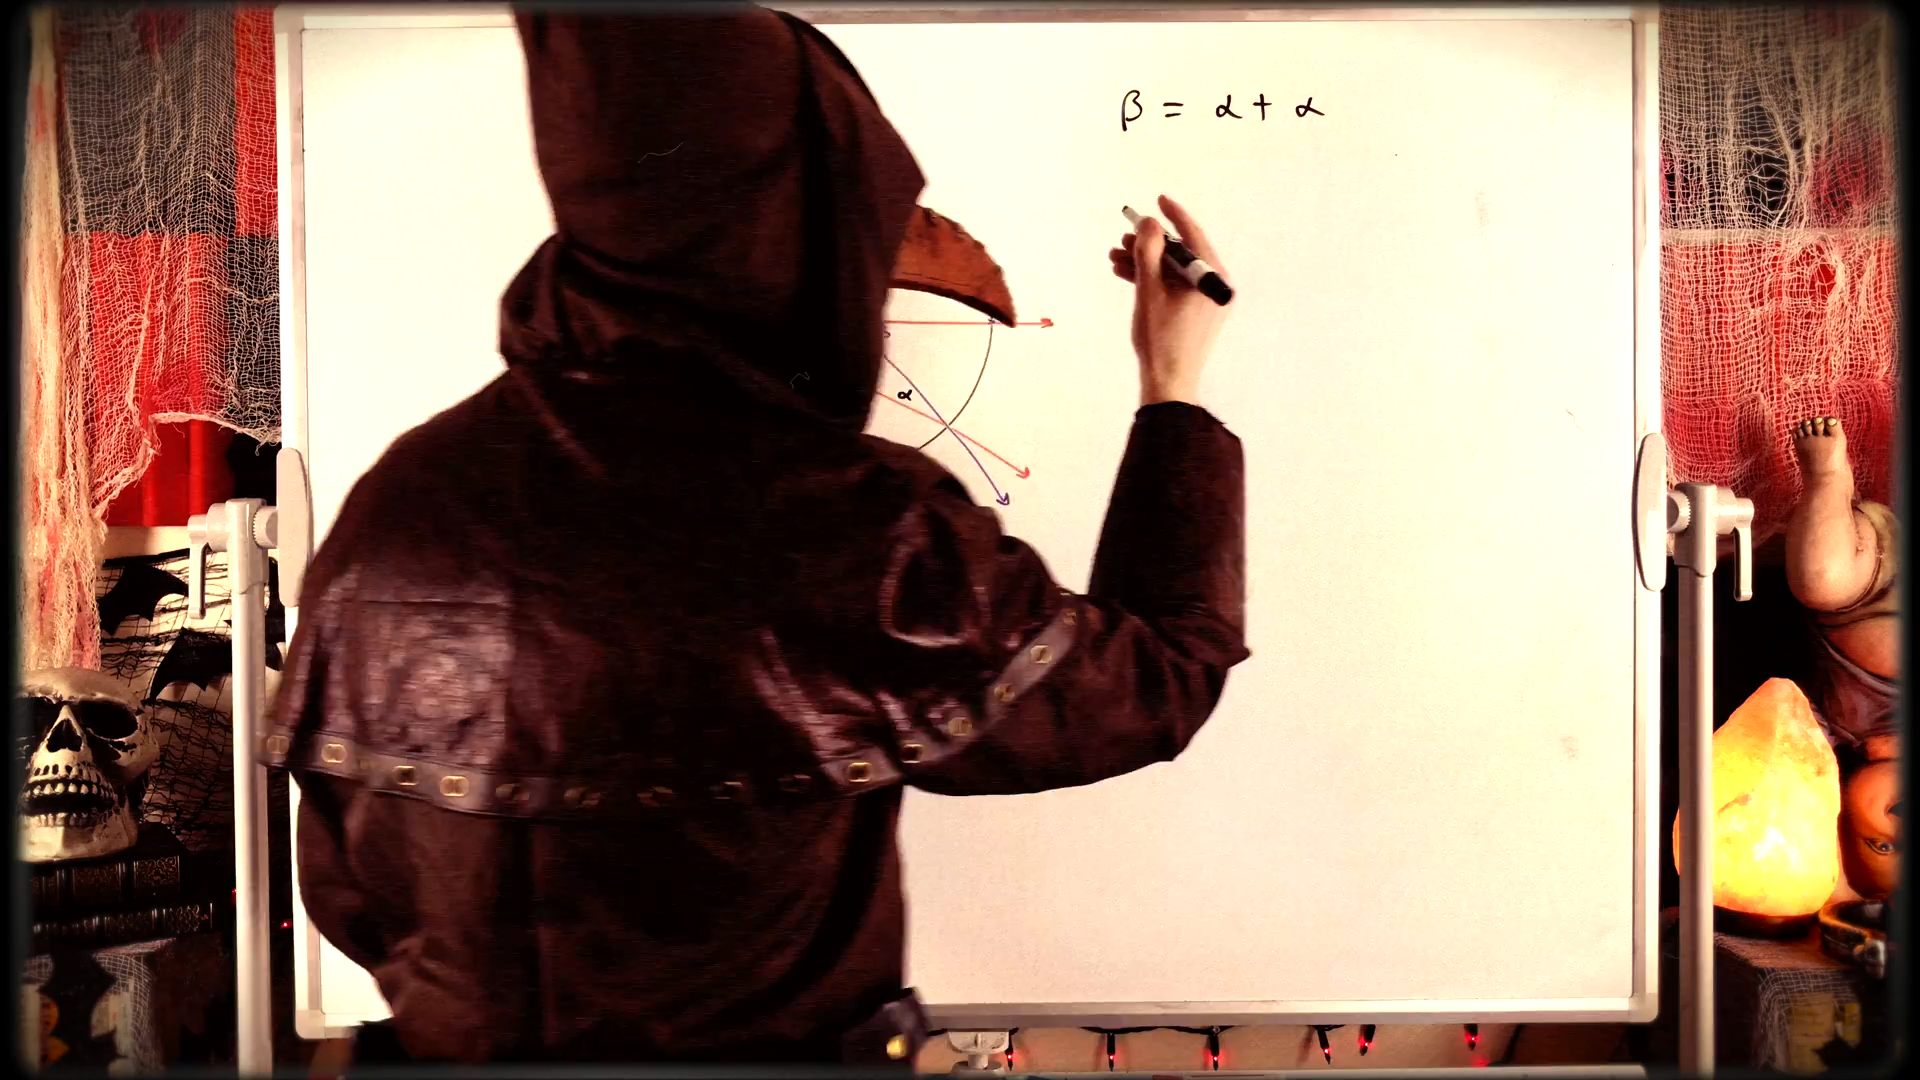 β = α + α
α